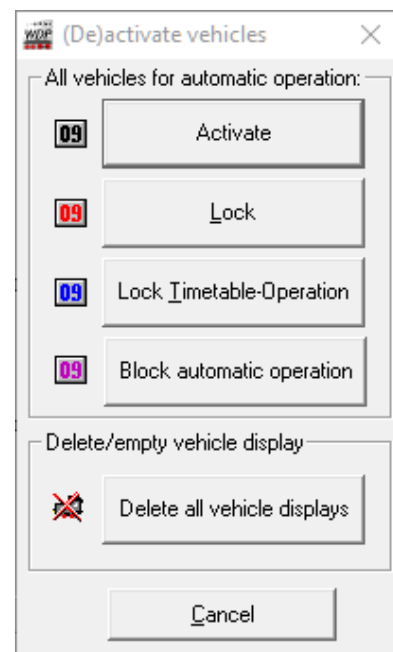 WDP (De)activate vehicles
All vehicles for automatic operation:
09 Activate
09 Lock
09 Lock Timetable-Operation
09 Block automatic operation
Delete/empty vehicle display
Delete all vehicle displays
Cancel